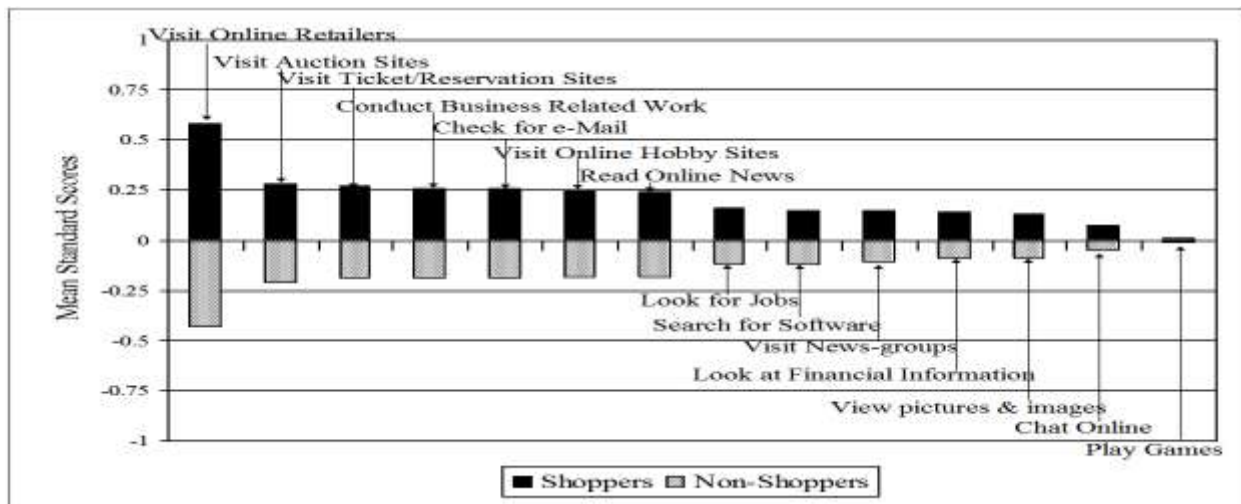 1
Visit Online Retailers
Visit Auction Sites
Visit Ticket/Reservation Sites
0.75
Conduct Business Related Work
Check for e-Mail
0.5
Visit Online Hobby Sites
Read Online News
0.25
0
Mean Standard Scores
-0.25
Look for Jobs
Search for Software
-0.5
Visit News-groups
Look at Financial Information
-0.75
View pictures & images
Chat Online
-1
Play Games
Shoppers Non-Shoppers